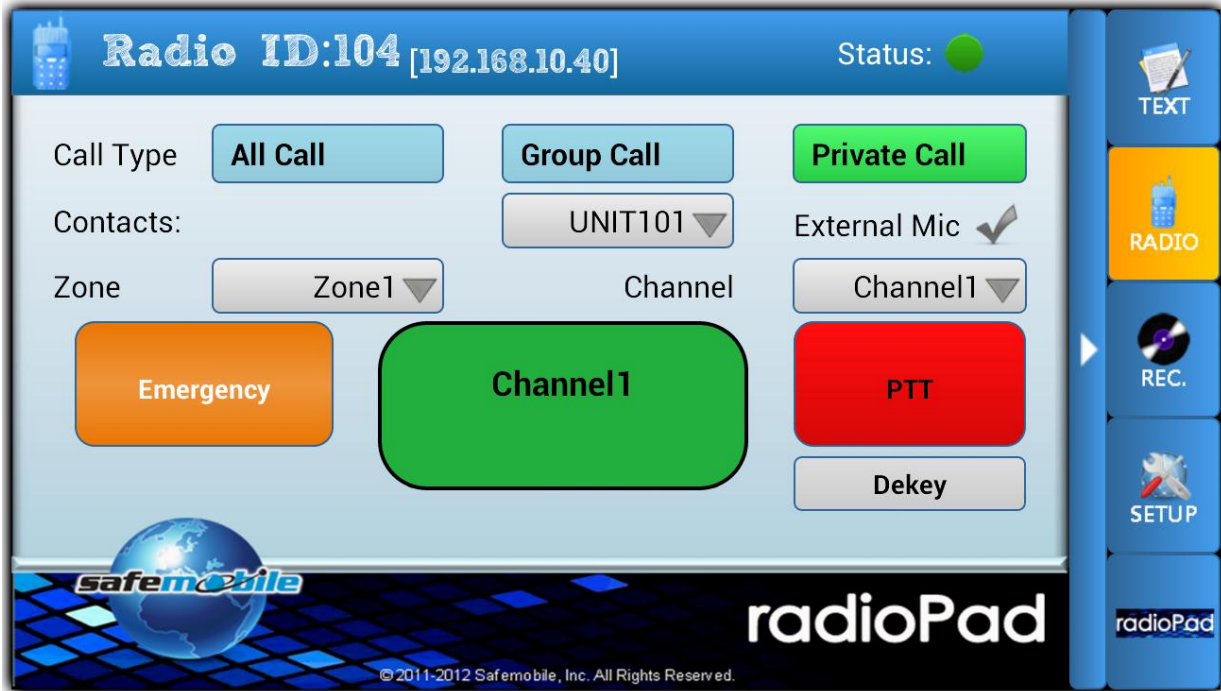 Radio ID:104 [192.168.10.40] Status:
Call Type All Call Group Call Private Call
Contacts: UNIT101 External Mic
Zone Zone1 Channel Channel1
Emergency Channel1 PTT
Dekey
safemobile
radioPad
©2011-2012 Safemobile, Inc. All Rights Reserved.
TEXT
RADIO
REC.
SETUP
radioPad